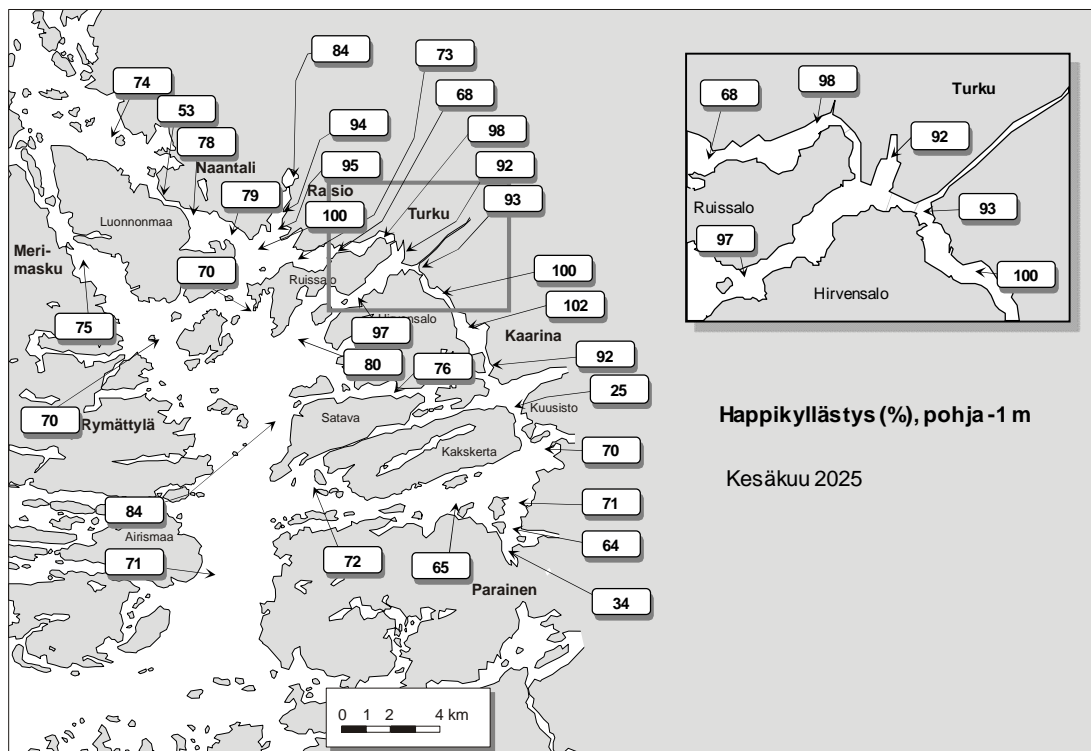 84
73
74
68
53
94
98
78
Naantali
95
92
79
Raisio
100
93
Luonnonmaa
Turku
Meri-
masku
70
Ruissalo
100
75
Hirvensalo
102
97
Kaarina
80
76
92
25
70
Rymättylä
Satava
Kuusisto
Kakskerta
70
84
71
Airismaa
71
72
65
64
Parainen
34
0 1 2 4 km
98
Turku
68
92
Ruissalo
93
97
100
Hirvensalo
Happikyllästys (%), pohja -1 m
Kesäkuu 2025